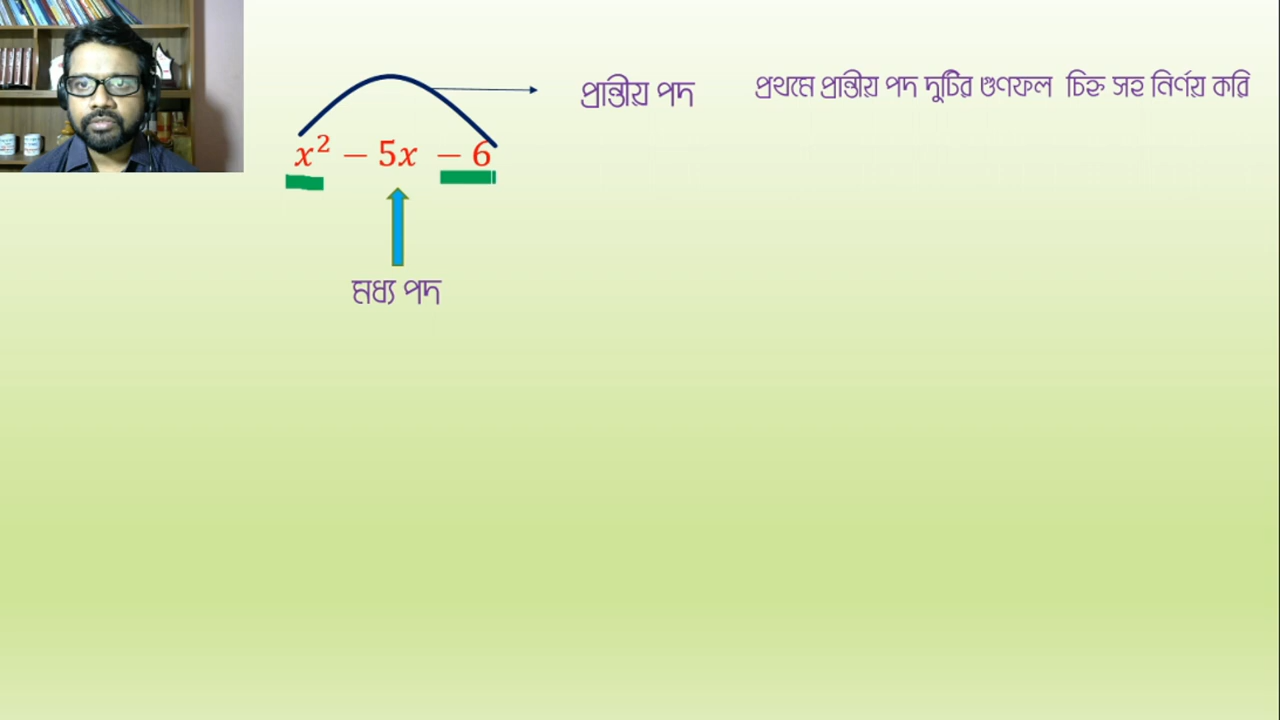 প্রান্তীয় পদ
প্রথমে প্রান্তীয় পদ দুটির গুণফল চিহ্ন সহ নির্ণয় করি
x² − 5x − 6
মধ্য পদ